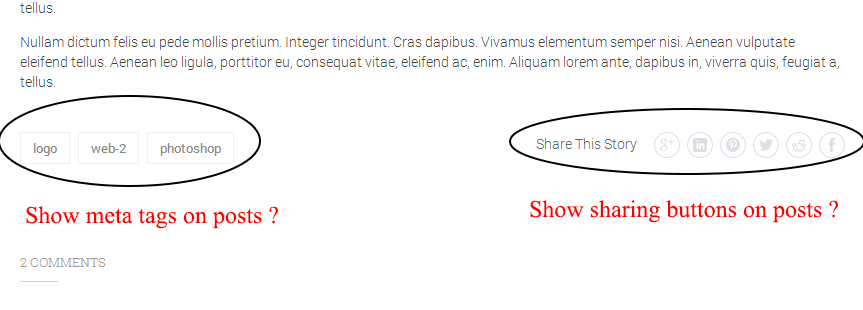 tellus.
Nullam dictum felis eu pede mollis pretium. Integer tincidunt. Cras dapibus. Vivamus elementum semper nisi. Aenean vulputate
eleifend tellus. Aenean leo ligula, porttitor eu, consequat vitae, eleifend ac, enim. Aliquam lorem ante, dapibus in, viverra quis, feugiat a,
tellus.
logo web-2 photoshop
Share This Story
Show meta tags on posts ?
Show sharing buttons on posts ?
2 COMMENTS